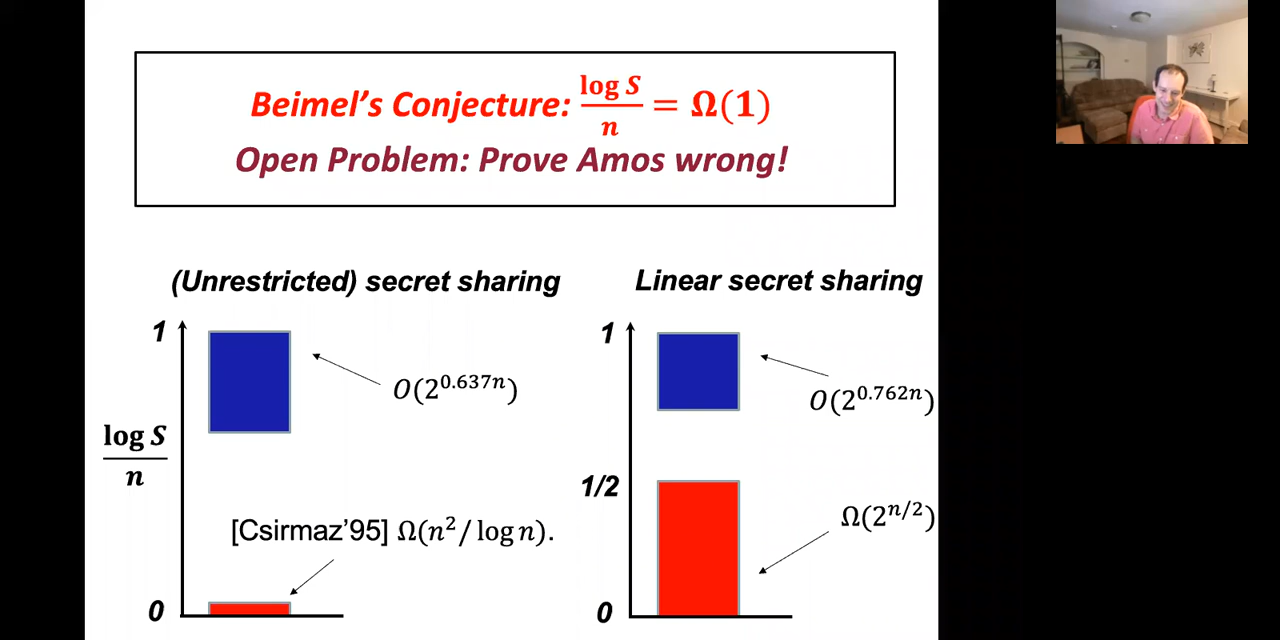 Beimel's Conjecture: log S / n = Ω(1)
Open Problem: Prove Amos wrong!
(Unrestricted) secret sharing
1
O(2^0.637n)
log S / n
[Csirmaz'95] Ω(n²/ log n).
0
Linear secret sharing
1
O(2^0.762n)
1/2
Ω(2^n/2)
0